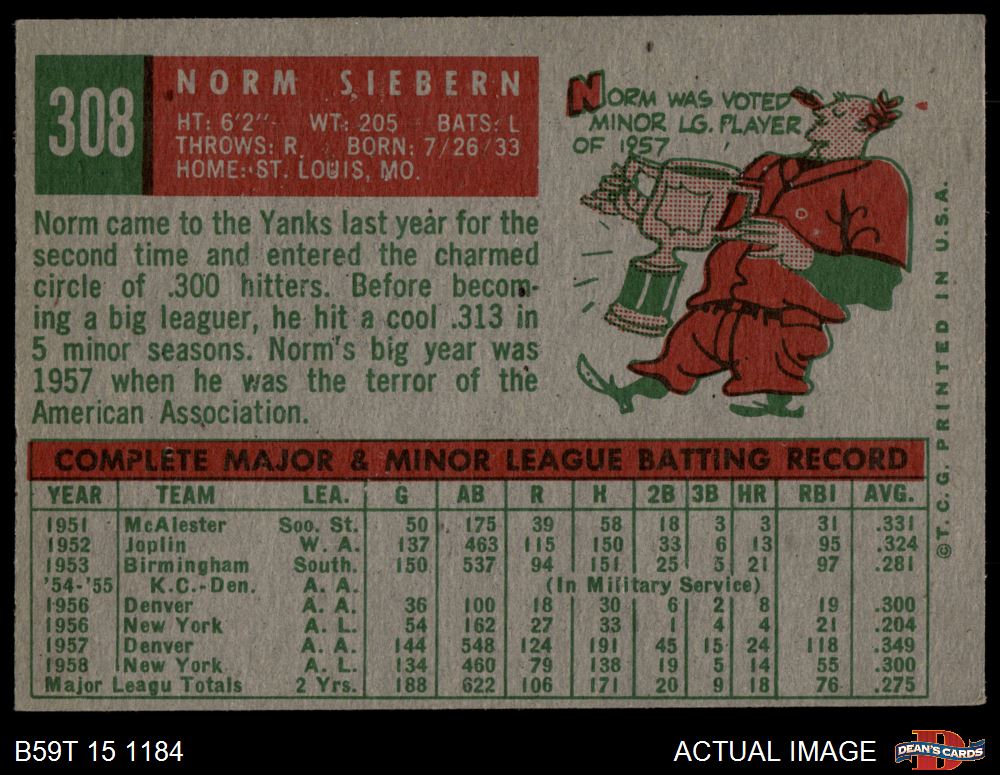 308
NORM SIEBERN
HT: 6'2" WT: 205 BATS: L
THROWS: R. BORN: 7/26/33
HOME: ST. LOUIS, MO.
NORM WAS VOTED
MINOR LG. PLAYER
OF 1957
Norm came to the Yanks last year for the
second time and entered the charmed
circle of .300 hitters. Before becom-
ing a big leaguer, he hit a cool .313 in
5 minor seasons. Norm's big year was
1957 when he was the terror of the
American Association.
COMPLETE MAJOR & MINOR LEAGUE BATTING RECORD
YEAR TEAM LEA. G AB R H 2B 3B HR RBI AVG.
1951 McAlester Soo. St. 50 175 39 58 18 3 3 31 .331
1952 Joplin W. A. 137 463 115 150 33 6 13 95 .324
1953 Birmingham South. 150 537 94 151 25 5 21 97 .281
'54-'55 K.C.-Den. A. A. (In Military Service)
1956 Denver A. A. 36 100 18 30 6 2 8 19 .300
1956 New York A. L. 54 162 27 33 1 4 4 21 .204
1957 Denver A. A. 144 548 124 191 45 15 24 118 .349
1958 New York A. L. 134 460 79 138 19 5 14 55 .300
Major Leagu Totals 2 Yrs. 188 622 106 171 20 9 18 76 .275
©T. C. G. PRINTED IN U.S.A.
B59T 15 1184
ACTUAL IMAGE
DEAN'S CARDS